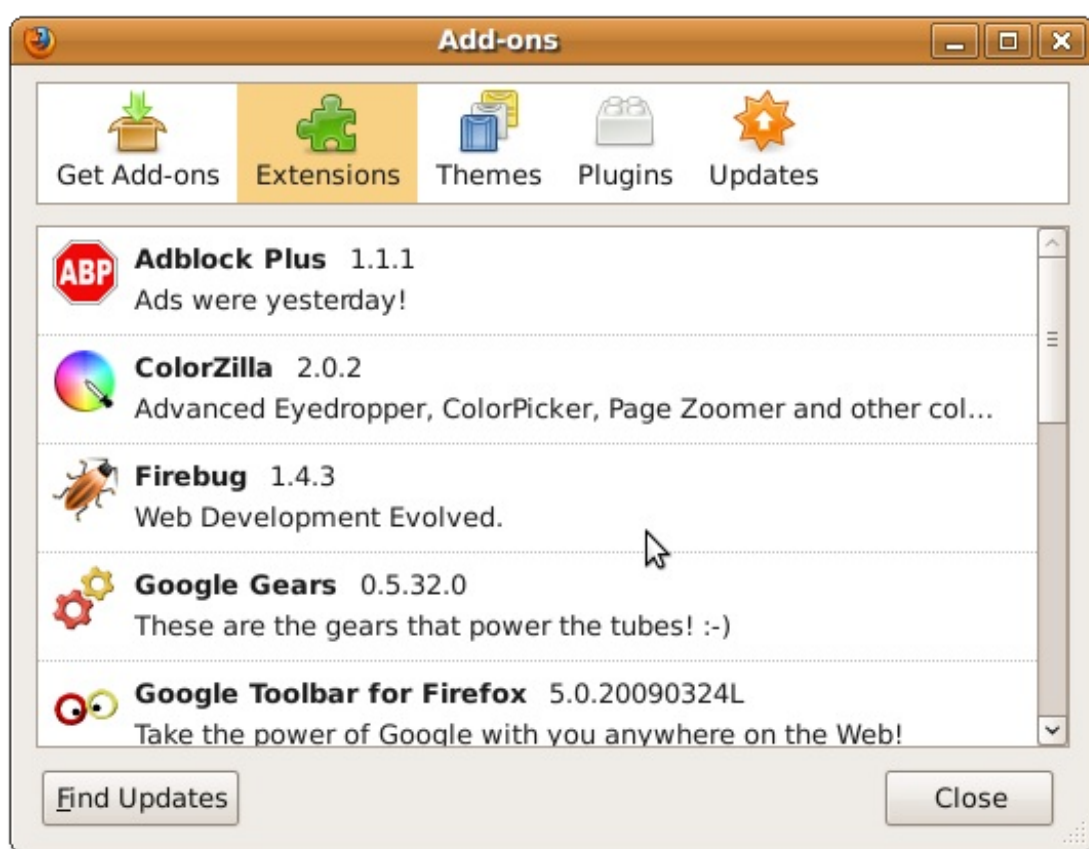 Add-ons
Get Add-ons Extensions Themes Plugins Updates
ABP
Adblock Plus 1.1.1
Ads were yesterday!
ColorZilla 2.0.2
Advanced Eyedropper, ColorPicker, Page Zoomer and other col...
Firebug 1.4.3
Web Development Evolved.
Google Gears 0.5.32.0
These are the gears that power the tubes! :-)
Google Toolbar for Firefox 5.0.20090324L
Take the power of Google with you anywhere on the Web!
Find Updates Close